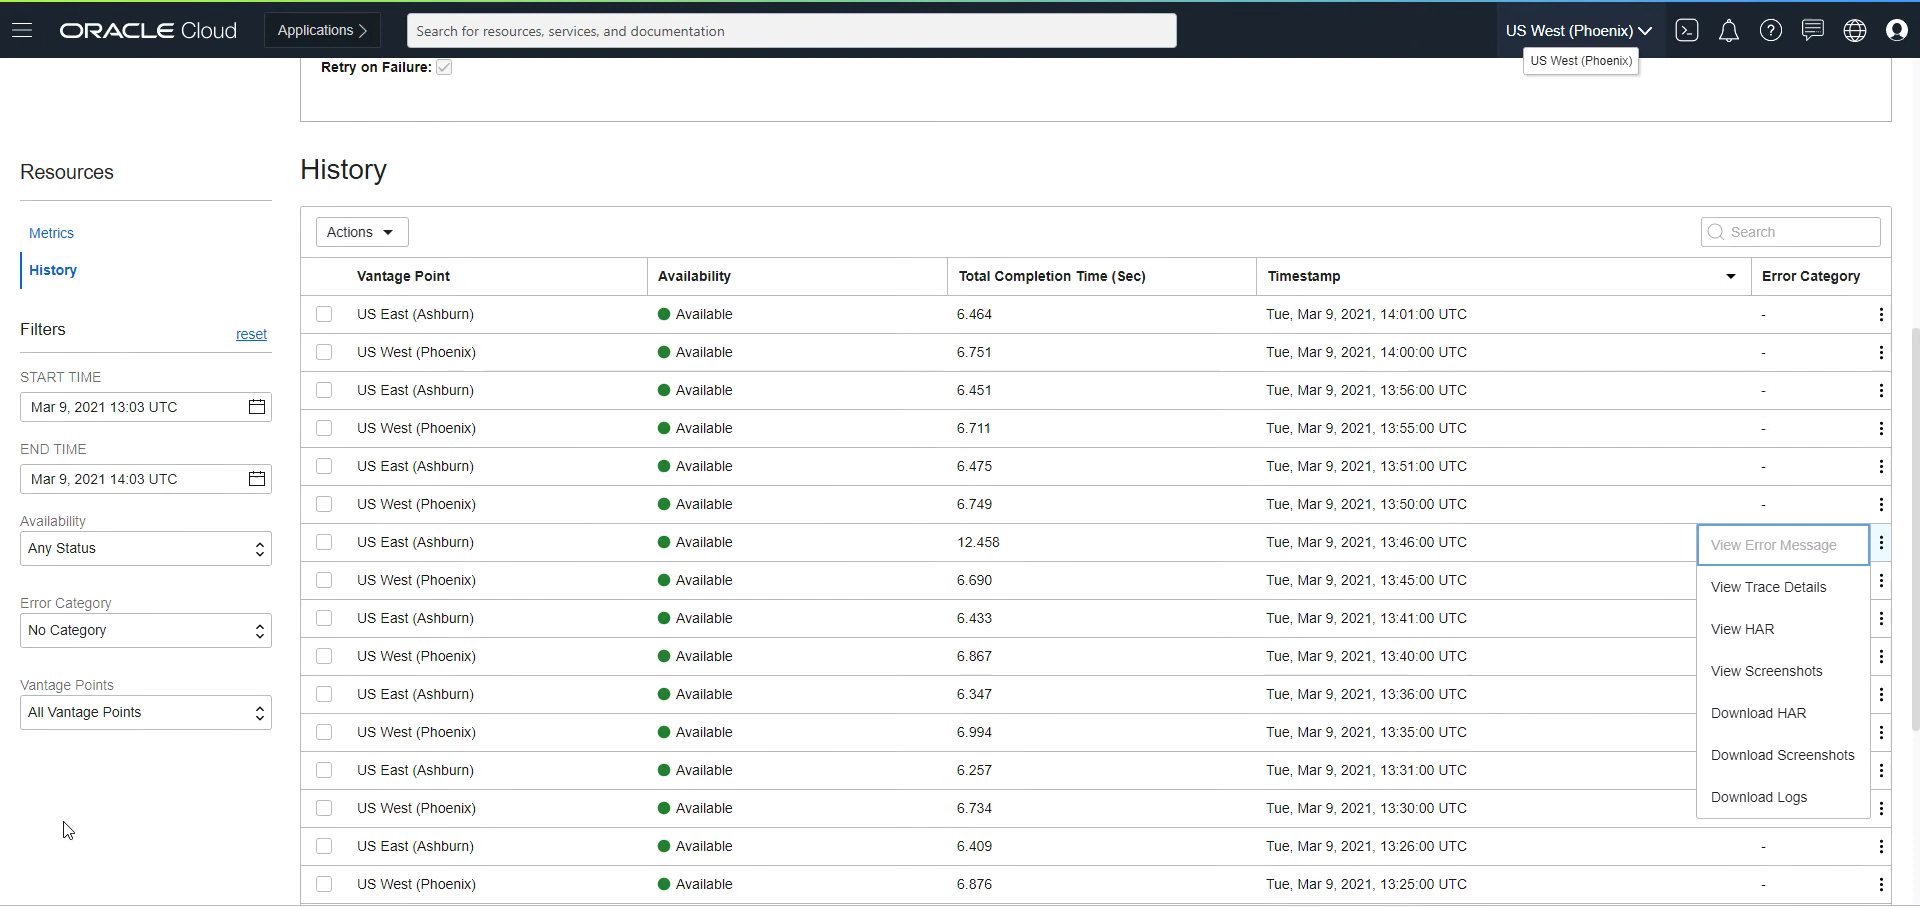 ORACLE Cloud
Applications
Search for resources, services, and documentation
US West (Phoenix)
US West (Phoenix)
Retry on Failure:
Resources
Metrics
History
Filters
reset
START TIME
Mar 9, 2021 13:03 UTC
END TIME
Mar 9, 2021 14:03 UTC
Availability
Any Status
Error Category
No Category
Vantage Points
All Vantage Points
History
Actions
Search
Vantage Point Availability Total Completion Time (Sec) Timestamp Error Category
US East (Ashburn) Available 6.464 Tue, Mar 9, 2021, 14:01:00 UTC -
US West (Phoenix) Available 6.751 Tue, Mar 9, 2021, 14:00:00 UTC -
US East (Ashburn) Available 6.451 Tue, Mar 9, 2021, 13:56:00 UTC -
US West (Phoenix) Available 6.711 Tue, Mar 9, 2021, 13:55:00 UTC -
US East (Ashburn) Available 6.475 Tue, Mar 9, 2021, 13:51:00 UTC -
US West (Phoenix) Available 6.749 Tue, Mar 9, 2021, 13:50:00 UTC -
US East (Ashburn) Available 12.458 Tue, Mar 9, 2021, 13:46:00 UTC
US West (Phoenix) Available 6.690 Tue, Mar 9, 2021, 13:45:00 UTC
US East (Ashburn) Available 6.433 Tue, Mar 9, 2021, 13:41:00 UTC
US West (Phoenix) Available 6.867 Tue, Mar 9, 2021, 13:40:00 UTC
US East (Ashburn) Available 6.347 Tue, Mar 9, 2021, 13:36:00 UTC
US West (Phoenix) Available 6.994 Tue, Mar 9, 2021, 13:35:00 UTC
US East (Ashburn) Available 6.257 Tue, Mar 9, 2021, 13:31:00 UTC
US West (Phoenix) Available 6.734 Tue, Mar 9, 2021, 13:30:00 UTC
US East (Ashburn) Available 6.409 Tue, Mar 9, 2021, 13:26:00 UTC -
US West (Phoenix) Available 6.876 Tue, Mar 9, 2021, 13:25:00 UTC -
View Error Message
View Trace Details
View HAR
View Screenshots
Download HAR
Download Screenshots
Download Logs